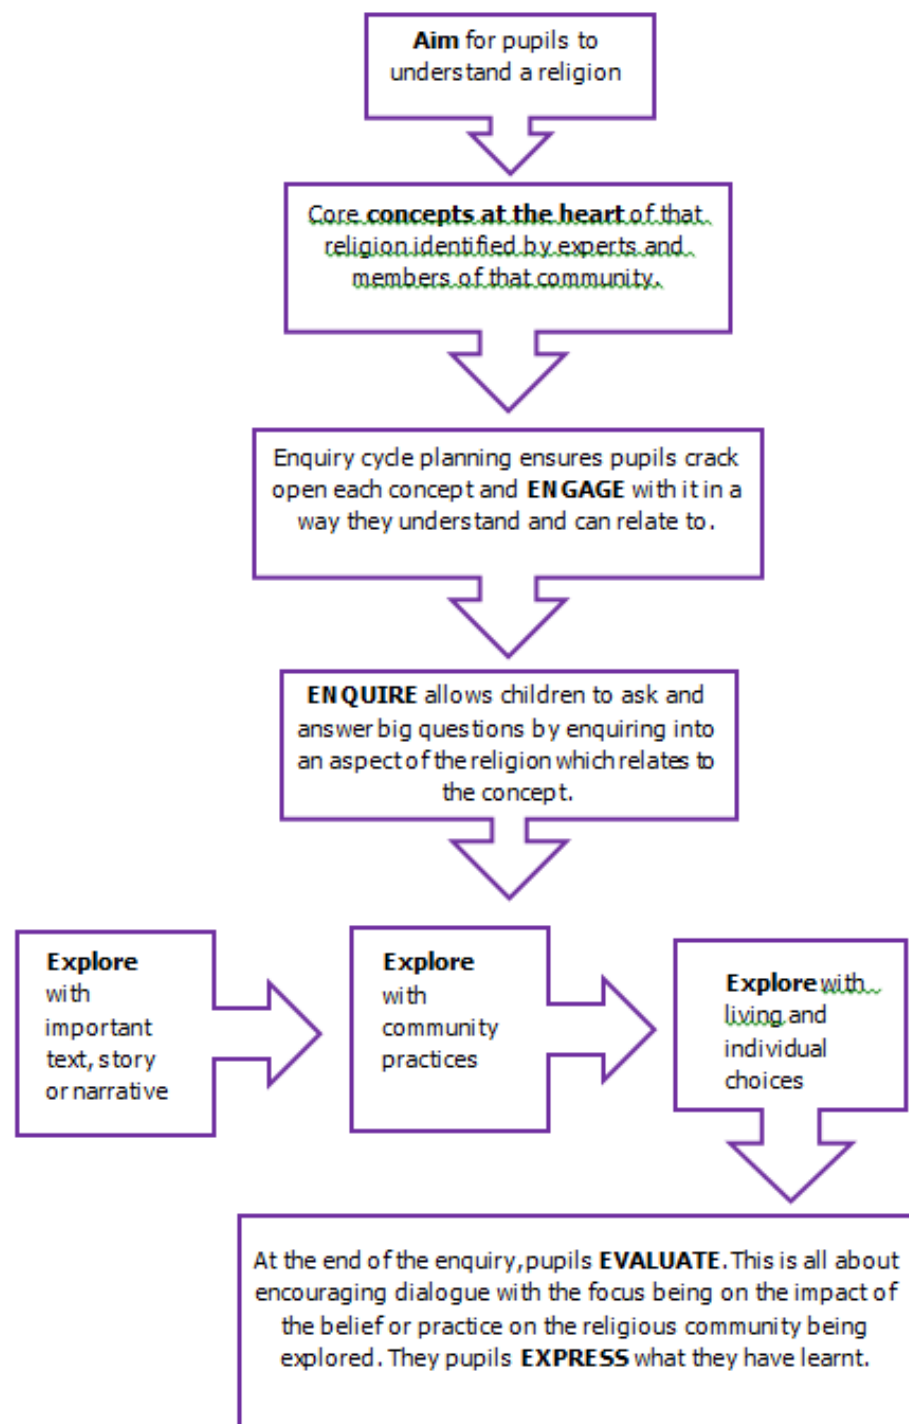 Aim for pupils to
understand a religion
Core concepts at the heart of that
religion identified by experts and
members of that community.
Enquiry cycle planning ensures pupils crack
open each concept and ENGAGE with it in a
way they understand and can relate to.
ENQUIRE allows children to ask and
answer big questions by enquiring into
an aspect of the religion which relates to
the concept.
Explore
with
important
text, story
or narrative
Explore
with
community
practices
Explore with
living and
individual
choices
At the end of the enquiry, pupils EVALUATE. This is all about
encouraging dialogue with the focus being on the impact of
the belief or practice on the religious community being
explored. They pupils EXPRESS what they have learnt.